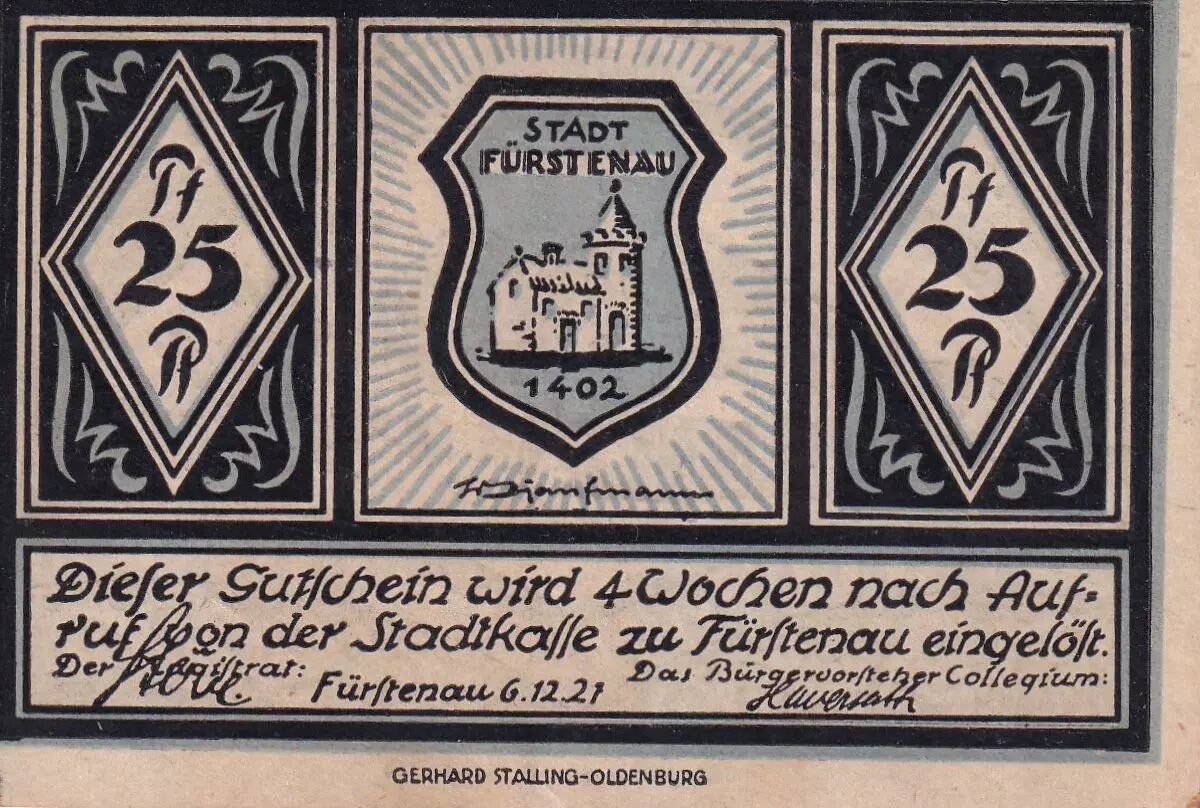 Pf
25
Pf
STADT
FÜRSTENAU
1402
Pf
25
Pf
Dieſer Gutſchein wird 4 Wochen nach Auf=
ruf von der Stadtkaſſe zu Fürſtenau eingelöſt.
Der Magiſtrat:
Fürſtenau 6.12.21
Das Bürgervorſteher Collegium:
GERHARD STALLING-OLDENBURG